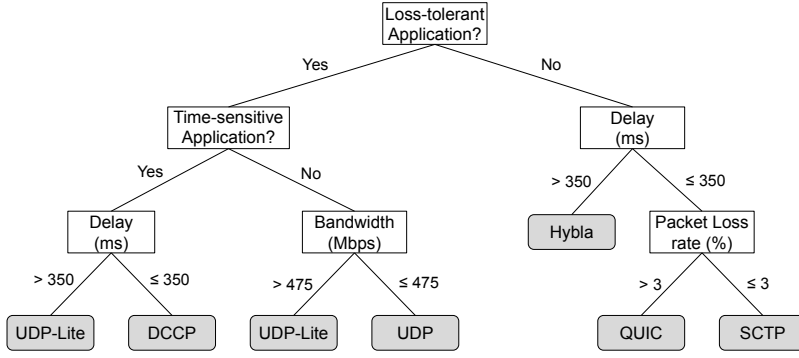 Loss-tolerant
Application?
Yes
No
Time-sensitive
Application?
Delay
(ms)
Yes
No
> 350
≤ 350
Delay
(ms)
Bandwidth
(Mbps)
Hybla
Packet Loss
rate (%)
> 350
≤ 350
> 475
≤ 475
> 3
≤ 3
UDP-Lite
DCCP
UDP-Lite
UDP
QUIC
SCTP